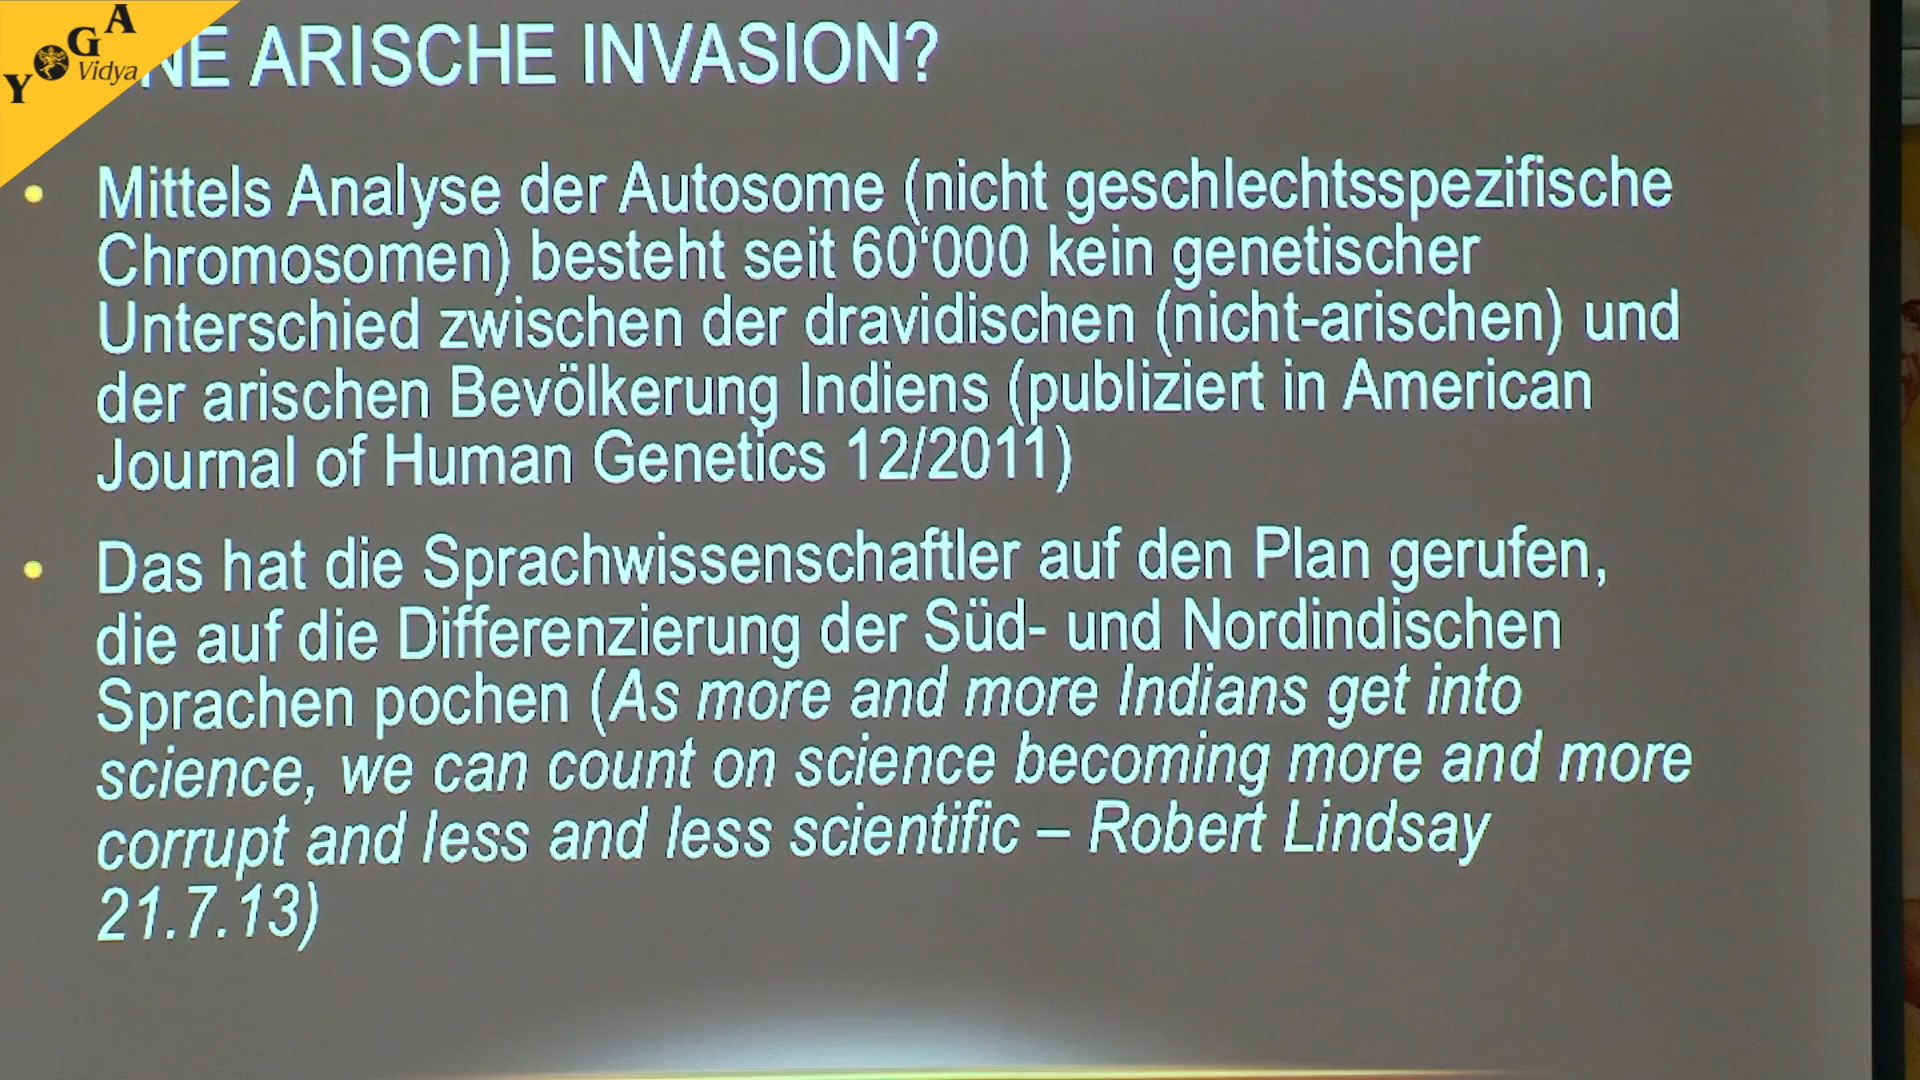 YOGA
Vidya
NE ARISCHE INVASION?
• Mittels Analyse der Autosome (nicht geschlechtsspezifische
Chromosomen) besteht seit 60‘000 kein genetischer
Unterschied zwischen der dravidischen (nicht-arischen) und
der arischen Bevölkerung Indiens (publiziert in American
Journal of Human Genetics 12/2011)
• Das hat die Sprachwissenschaftler auf den Plan gerufen,
die auf die Differenzierung der Süd- und Nordindischen
Sprachen pochen (As more and more Indians get into
science, we can count on science becoming more and more
corrupt and less and less scientific – Robert Lindsay
21.7.13)